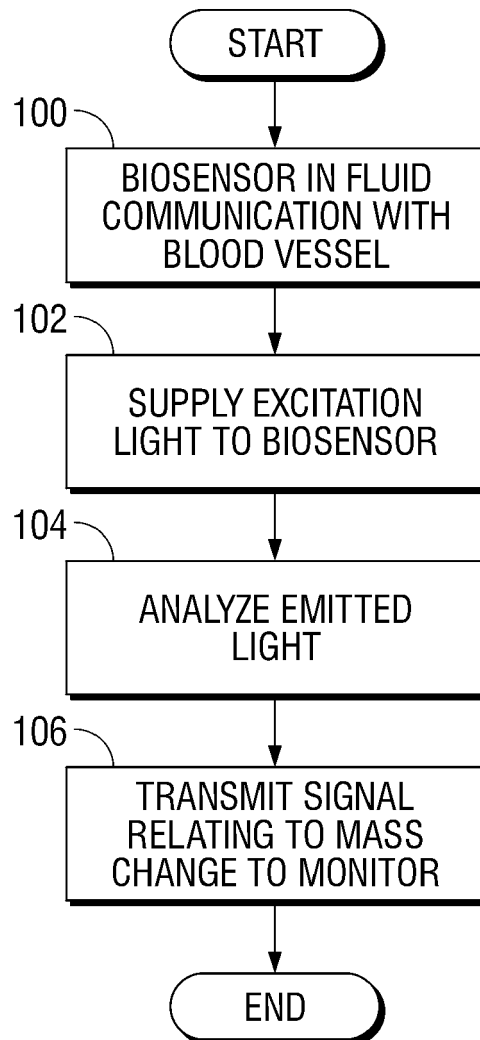 START
100
BIOSENSOR IN FLUID
COMMUNICATION WITH
BLOOD VESSEL
102
SUPPLY EXCITATION
LIGHT TO BIOSENSOR
104
ANALYZE EMITTED
LIGHT
106
TRANSMIT SIGNAL
RELATING TO MASS
CHANGE TO MONITOR
END